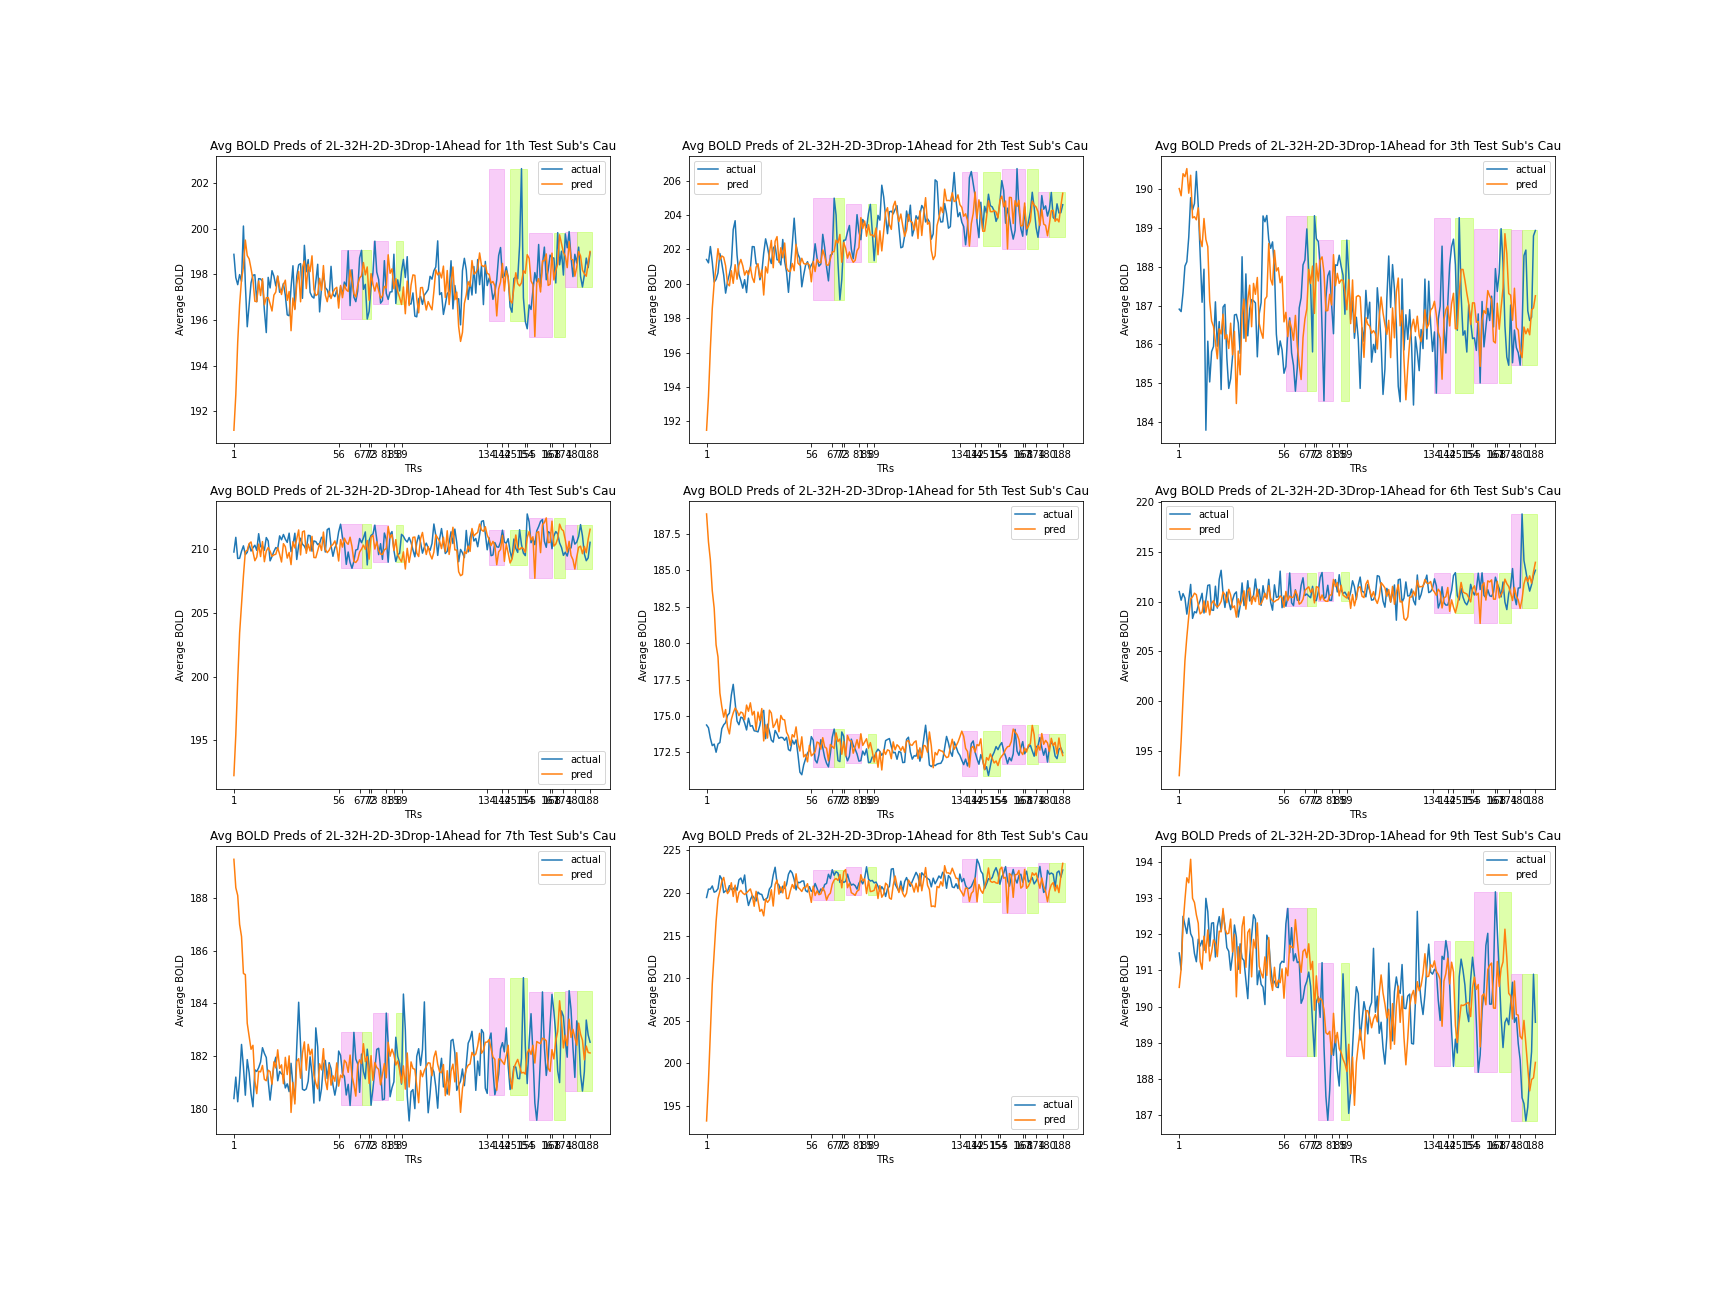 Avg BOLD Preds of 2L-32H-2D-3Drop-1Ahead for 1th Test Sub's Cau
Avg BOLD Preds of 2L-32H-2D-3Drop-1Ahead for 2th Test Sub's Cau
Avg BOLD Preds of 2L-32H-2D-3Drop-1Ahead for 3th Test Sub's Cau
actual
pred
actual
pred
actual
pred
Average BOLD
202
200
198
196
194
192
Average BOLD
206
204
202
200
198
196
194
192
Average BOLD
190
189
188
187
186
185
184
1 56
1 56
1 56
TRs
TRs
TRs
Avg BOLD Preds of 2L-32H-2D-3Drop-1Ahead for 4th Test Sub's Cau
Avg BOLD Preds of 2L-32H-2D-3Drop-1Ahead for 5th Test Sub's Cau
Avg BOLD Preds of 2L-32H-2D-3Drop-1Ahead for 6th Test Sub's Cau
actual
pred
actual
pred
actual
pred
Average BOLD
210
205
200
195
Average BOLD
187.5
185.0
182.5
180.0
177.5
175.0
172.5
Average BOLD
220
215
210
205
200
195
1 56
1 56
1 56
TRs
TRs
TRs
Avg BOLD Preds of 2L-32H-2D-3Drop-1Ahead for 7th Test Sub's Cau
Avg BOLD Preds of 2L-32H-2D-3Drop-1Ahead for 8th Test Sub's Cau
Avg BOLD Preds of 2L-32H-2D-3Drop-1Ahead for 9th Test Sub's Cau
actual
pred
actual
pred
actual
pred
Average BOLD
188
186
184
182
180
Average BOLD
225
220
215
210
205
200
195
Average BOLD
194
193
192
191
190
189
188
187
1 56
1 56
1 56
TRs
TRs
TRs